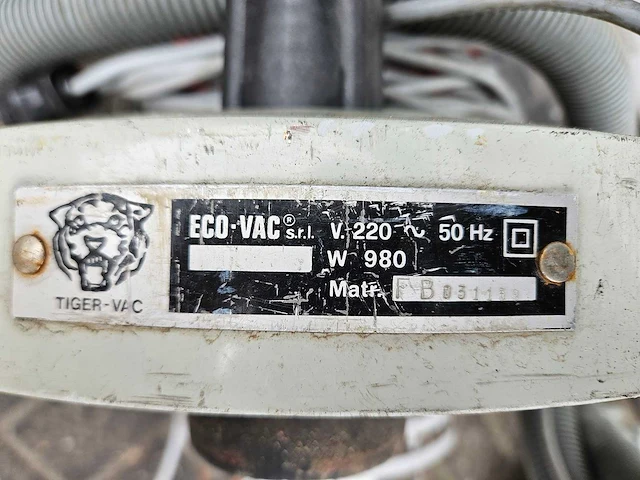 TIGER-VAC
ECO-VAC® s.r.l. V. 220 ~ 50 Hz
W 980
Matr.